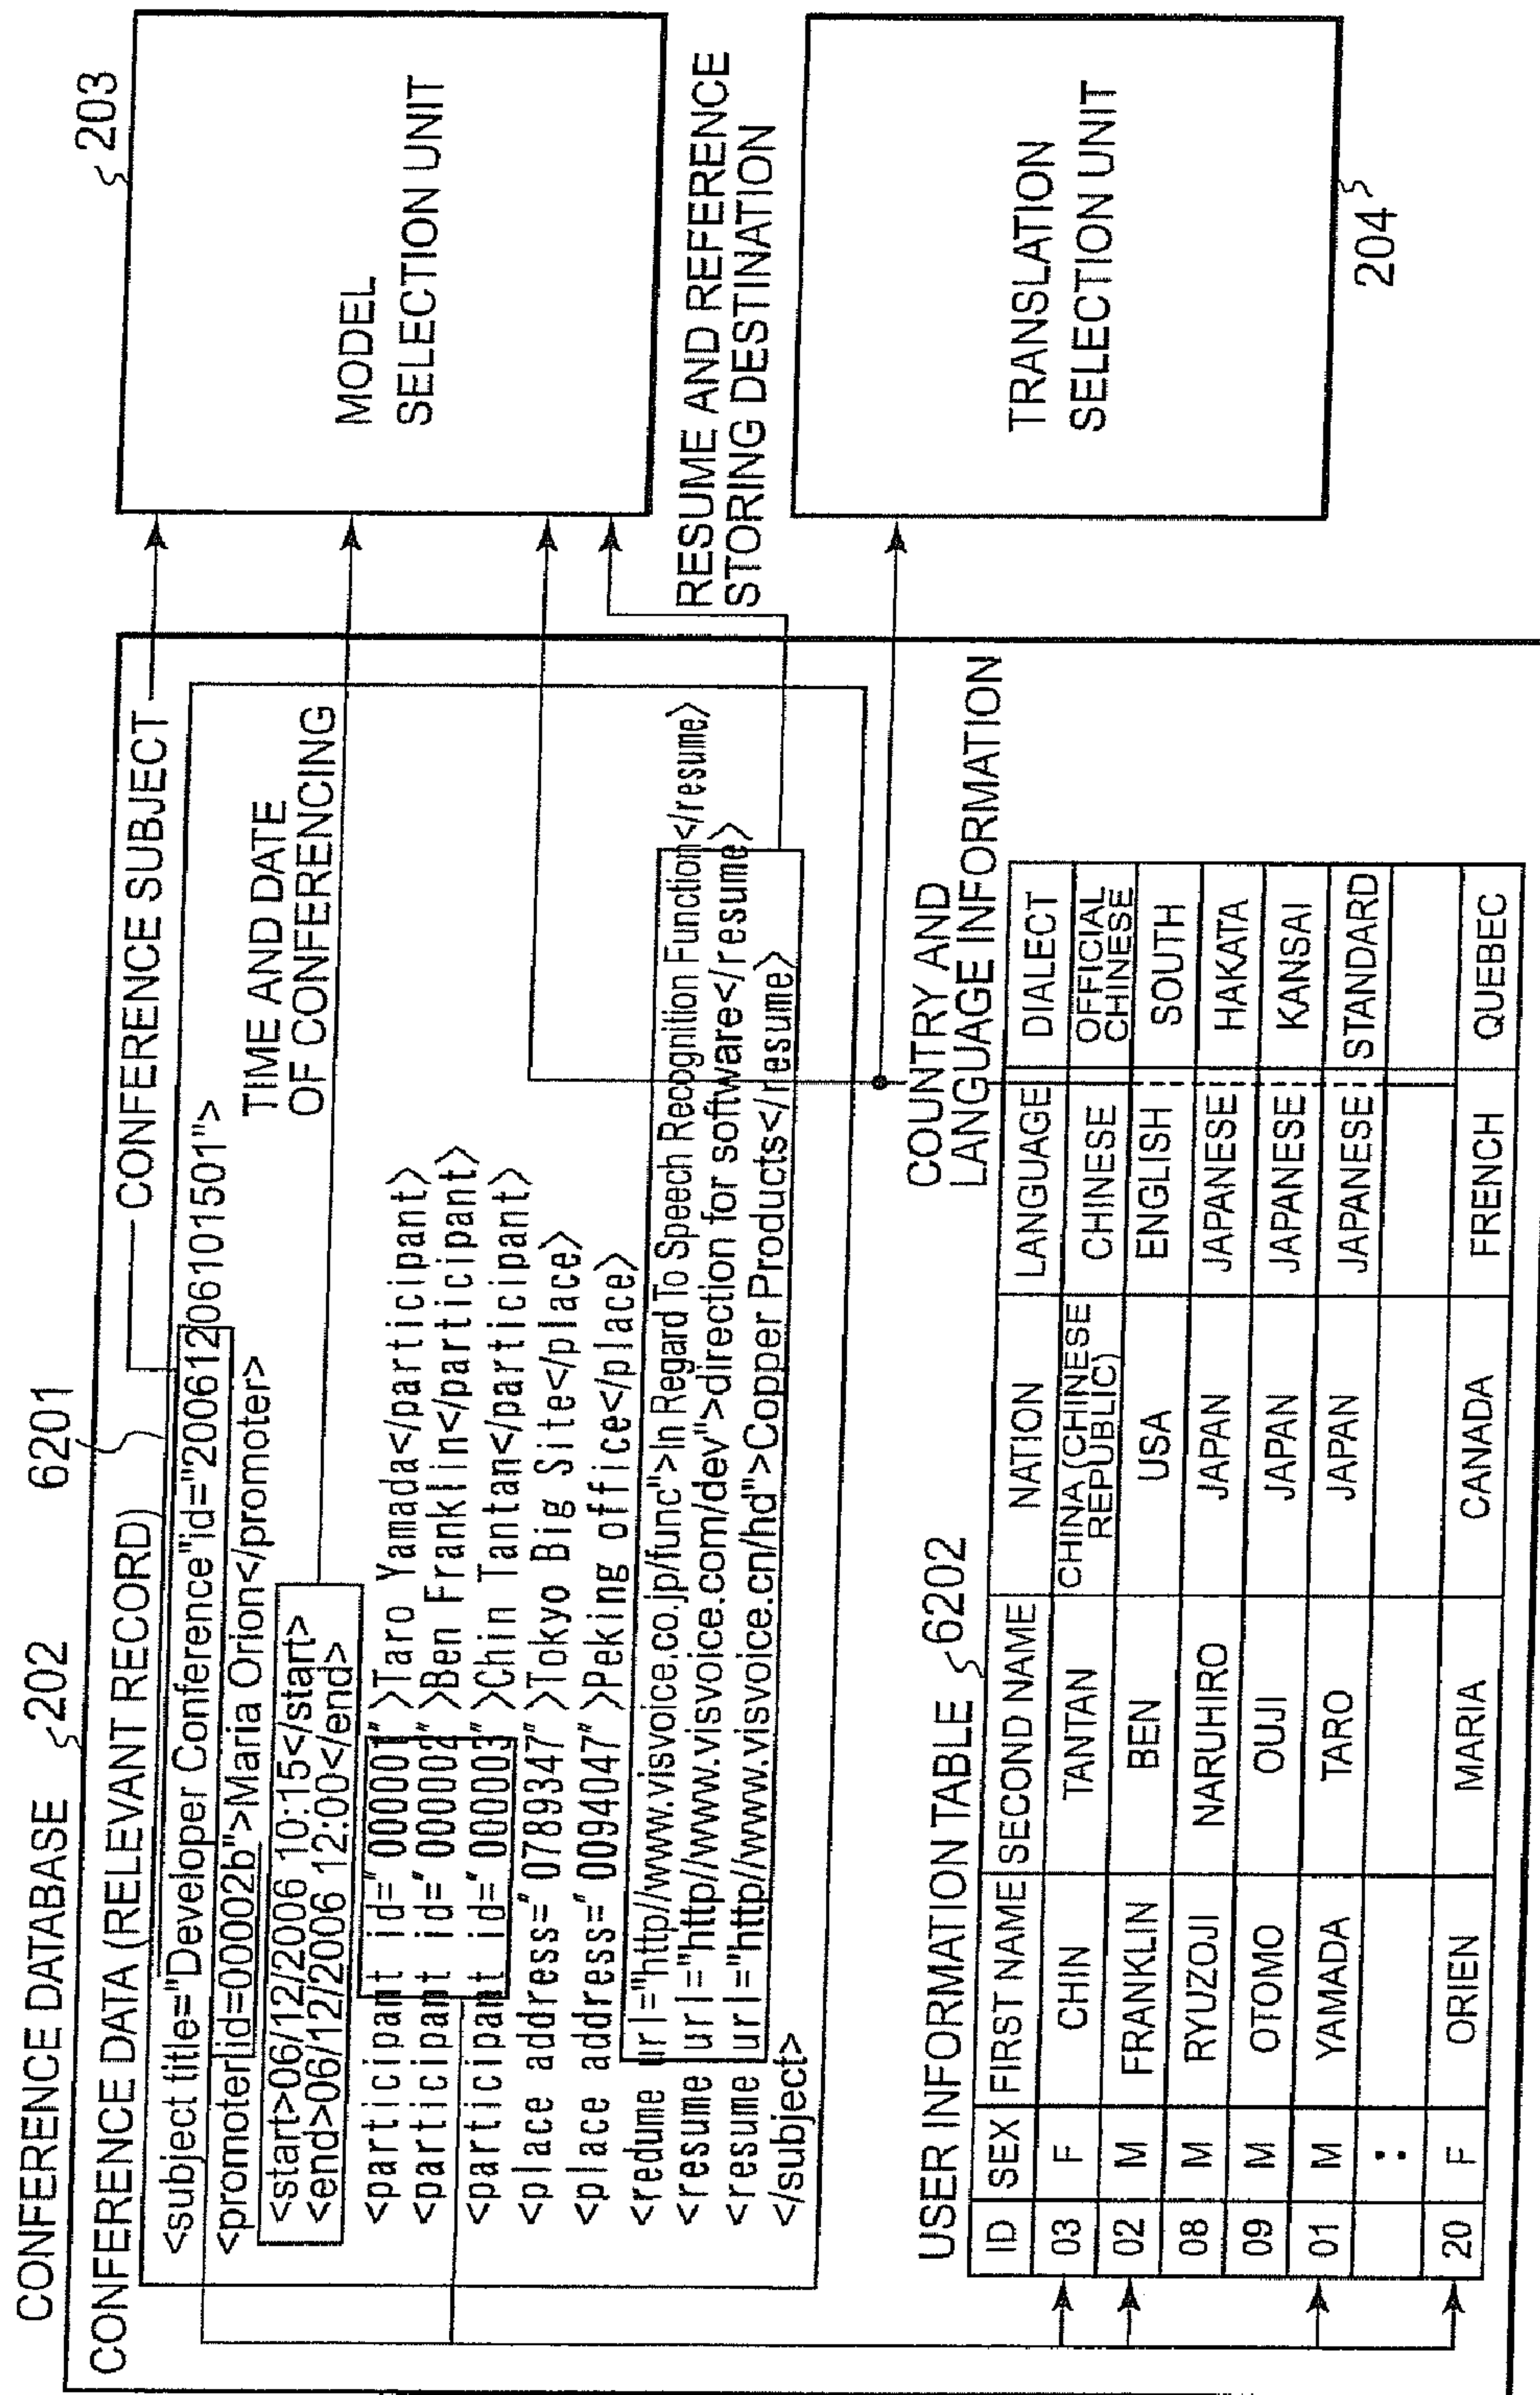 CONFERENCE DATABASE 202
CONFERENCE DATA (RELEVANT RECORD) 6201
CONFERENCE SUBJECT
<subject title="Developer Conference"id="20061206101501">
<promoter|id=00002b">Maria Orion</promoter>
<start>06/12/2006 10:15</start>
<end>06/12/2006 12:00</end>
TIME AND DATE
OF CONFERENCING
<participant id="000001">Taro Yamada</participant>
<participant id="000002">Ben Franklin</participant>
<participant id="000003">Chin Tantan</participant>
<place address="0789347">Tokyo Big Site</place>
<place address="0094047">Peking office</place>
<redume url="http//www.visvoice.co.jp/func">In Regard To Speech Recognition Function</resume>
<resume url="http//www.visvoice.com/dev">direction for software</resume>
<resume url="http//www.visvoice.cn/hd">Copper Products</resume>
</subject>
COUNTRY AND
LANGUAGE INFORMATION
USER INFORMATION TABLE 6202
ID SEX FIRST NAME SECOND NAME NATION LANGUAGE DIALECT
03 F CHIN TANTAN CHINA (CHINESE REPUBLIC) CHINESE OFFICIAL CHINESE
02 M FRANKLIN BEN USA ENGLISH SOUTH
08 M RYUZOJI NARUHIRO JAPAN JAPANESE HAKATA
09 M OTOMO OUJI JAPAN JAPANESE KANSAI
01 M YAMADA TARO JAPAN JAPANESE STANDARD
:
20 F ORIEN MARIA CANADA FRENCH QUEBEC
203
MODEL
SELECTION UNIT
RESUME AND REFERENCE
STORING DESTINATION
TRANSLATION
SELECTION UNIT
204